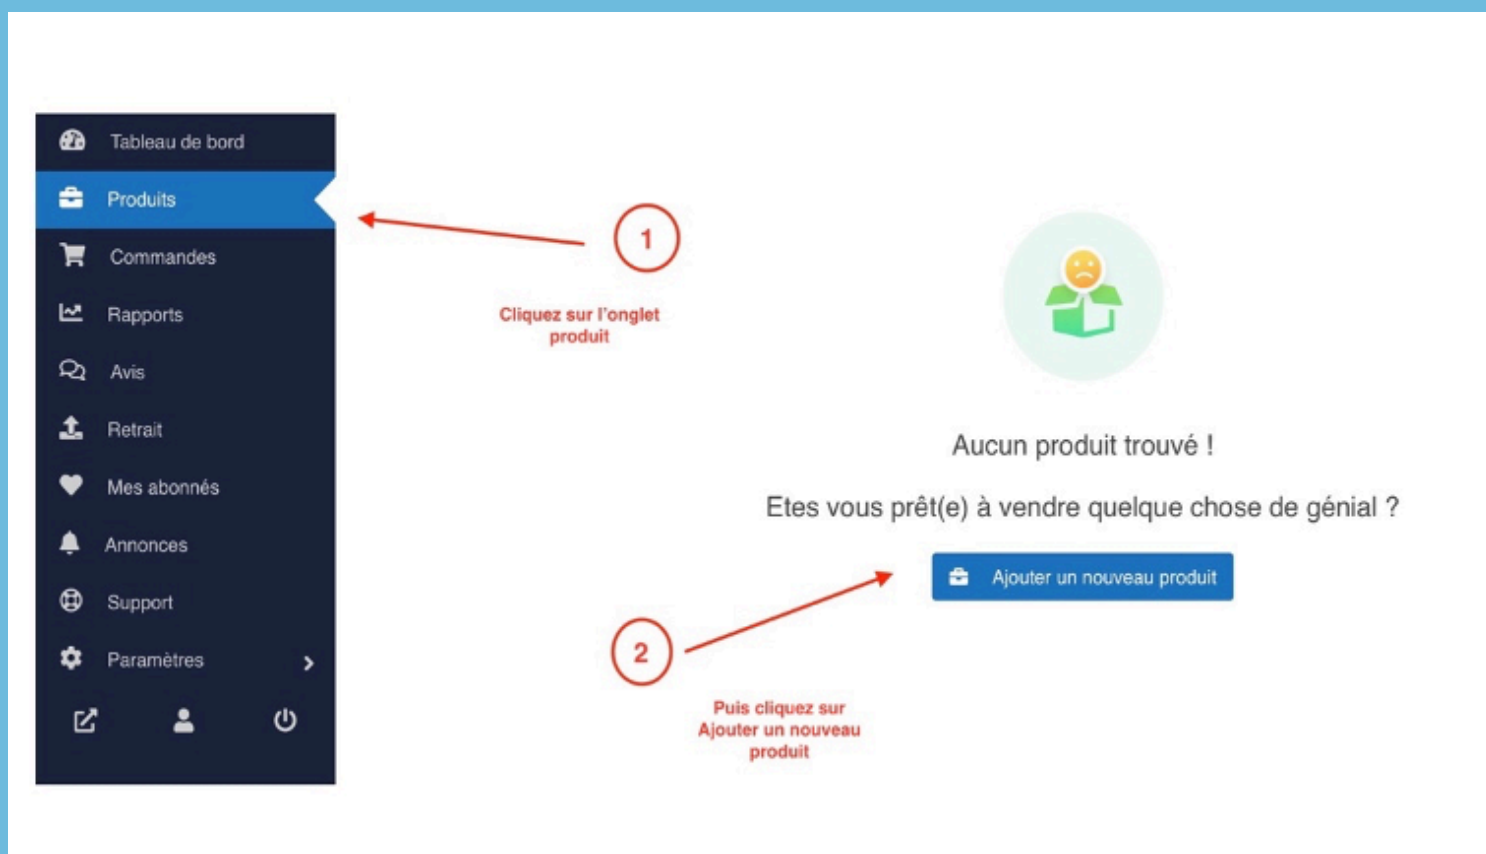 Tableau de bord
Produits
Commandes
Rapports
Avis
Retrait
Mes abonnés
Annonces
Support
Paramètres
1
Cliquez sur l'onglet
produit
Aucun produit trouvé !
Etes vous prêt(e) à vendre quelque chose de génial ?
Ajouter un nouveau produit
2
Puis cliquez sur
Ajouter un nouveau
produit